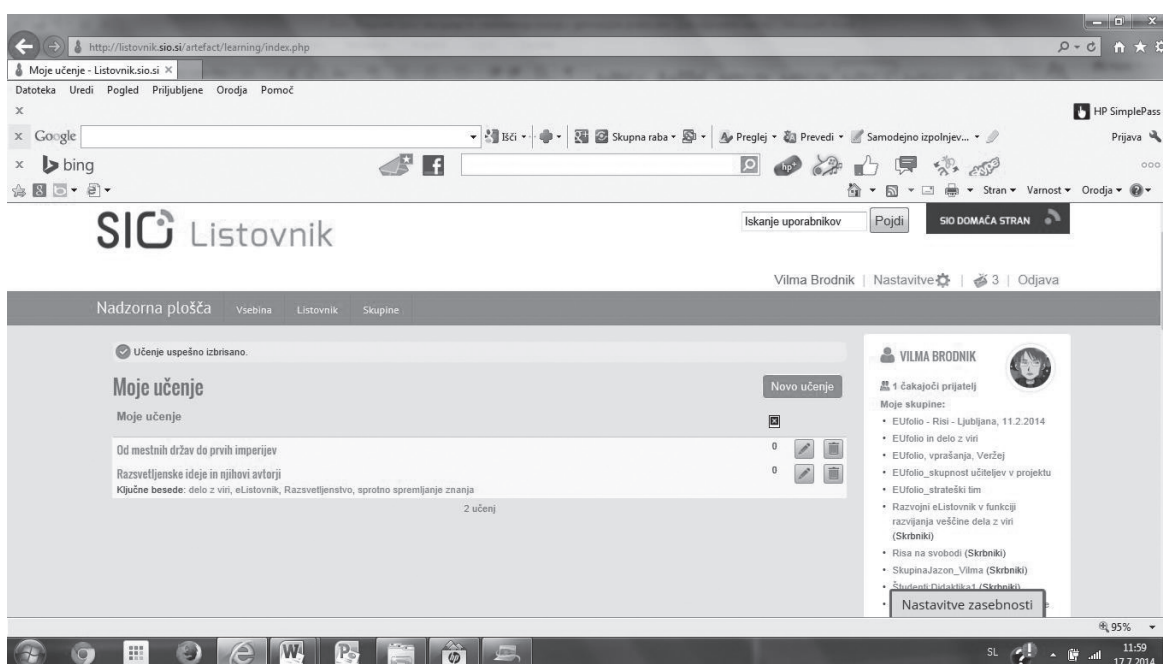 http://listovnik.sio.si/artefact/learning/index.php
Moje učenje - Listovnik.sio.si
Datoteka Uredi Pogled Priljubljene Orodja Pomoč
HP SimplePass
Google Išči Skupna raba Preglej Prevedi Samodejno izpolnjev... Prijava
bing
Stran Varnost Orodja
SIO Listovnik
Iskanje uporabnikov Pojdi SIO DOMAČA STRAN
Vilma Brodnik | Nastavitve | 3 | Odjava
Nadzorna plošča Vsebina Listovnik Skupine
Učenje uspešno izbrisano.
Moje učenje Novo učenje
Moje učenje
Od mestnih držav do prvih imperijev 0
Razsvetljenske ideje in njihovi avtorji 0
Ključne besede: delo z viri, eListovnik, Razsvetljenstvo, sprotno spremljanje znanja
2 učenj
VILMA BRODNIK
1 čakajoči prijatelj
Moje skupine:
• EUfolio - Risi - Ljubljana, 11.2.2014
• EUfolio in delo z viri
• EUfolio, vprašanja, Veržej
• EUfolio_skupnost učiteljev v projektu
• EUfolio_strateški tim
• Razvojni eListovnik v funkciji
razvijanja veščine dela z viri
(Skrbniki)
• Risa na svobodi (Skrbniki)
• SkupinaJazon_Vilma (Skrbniki)
• Študenti Didaktika1 (Skrbniki)
Nastavitve zasebnosti
95%
SL 11:59
17.7.2014